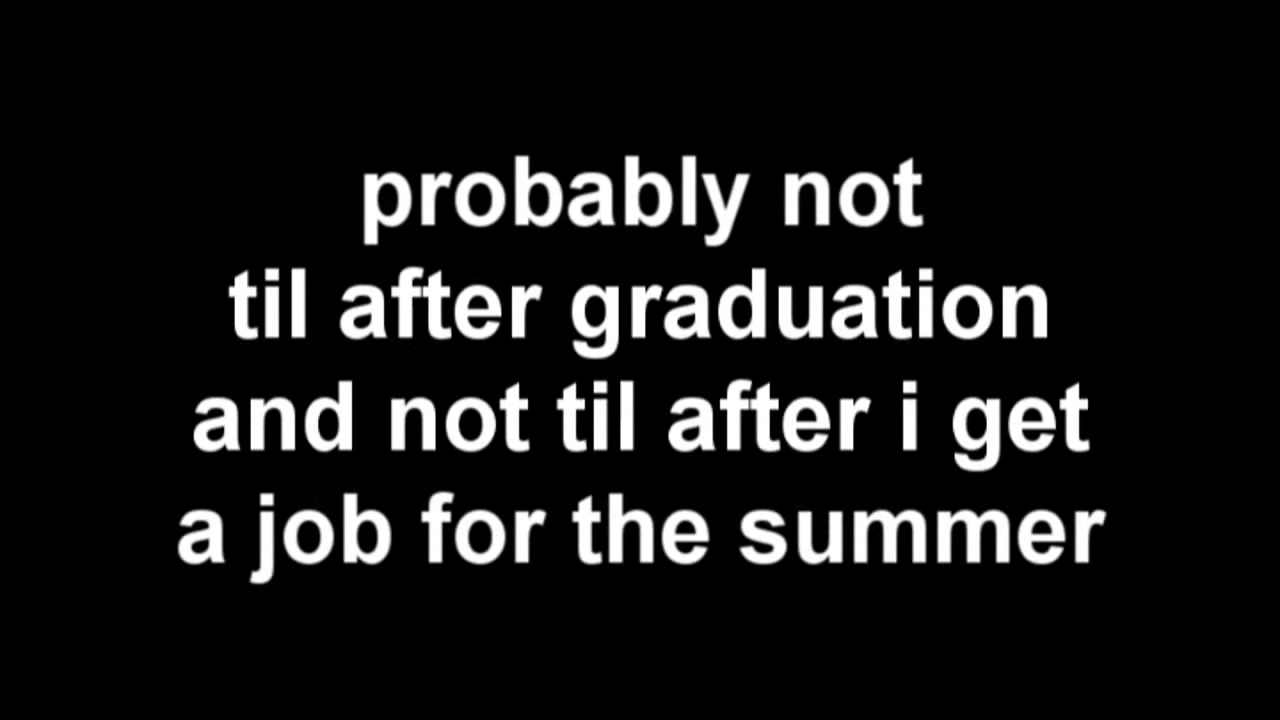 probably not
til after graduation
and not til after i get
a job for the summer